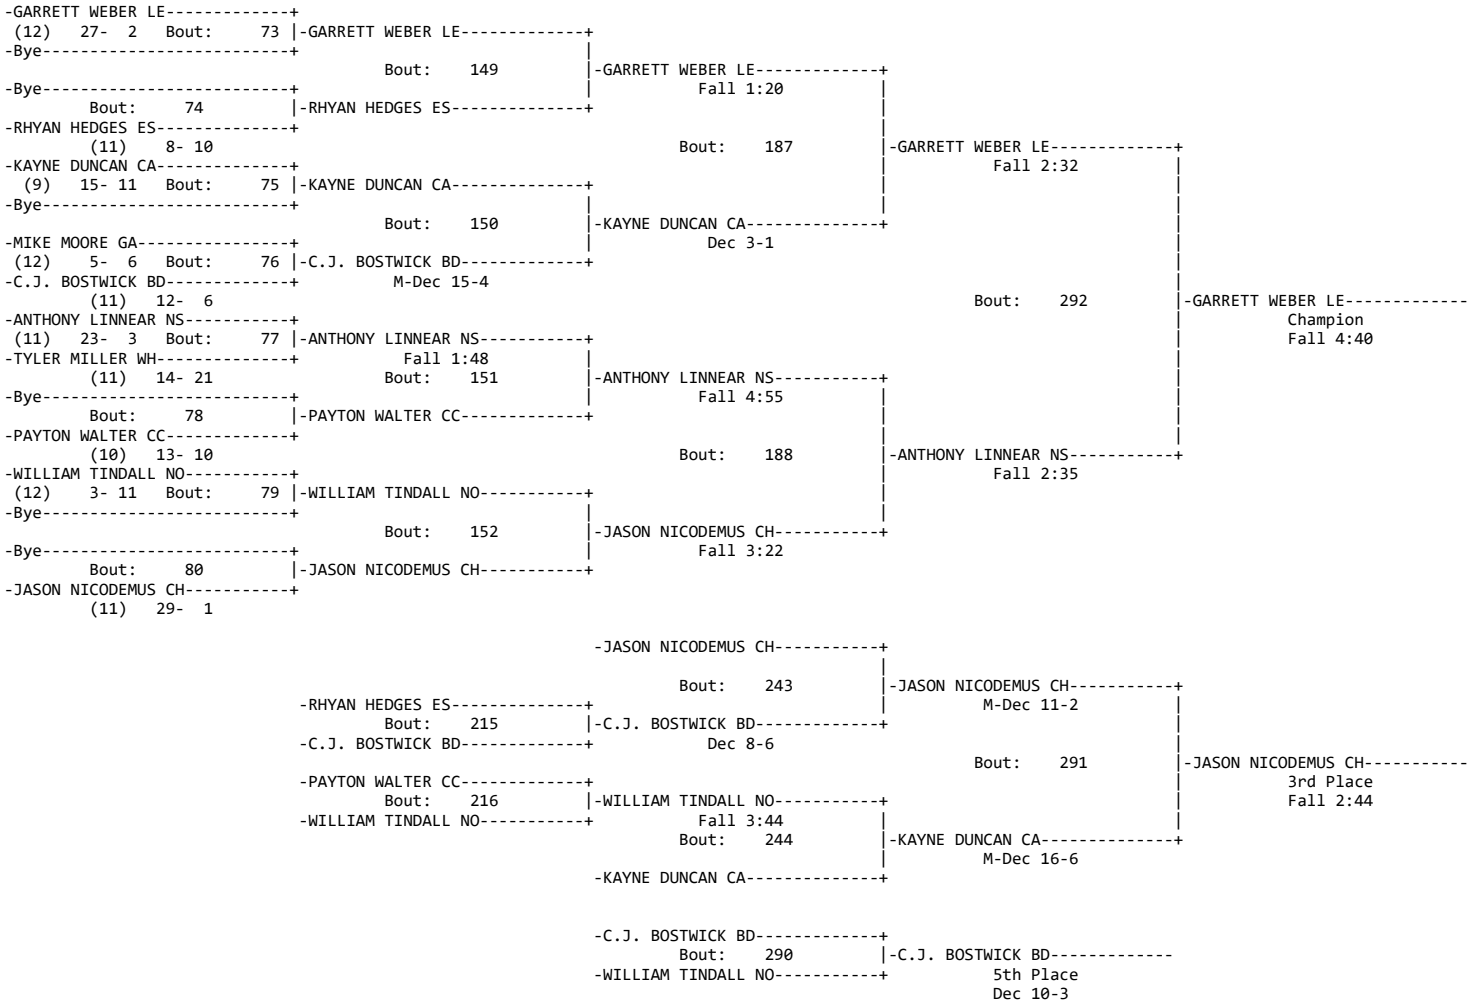 -GARRETT WEBER LE-------------+
(12)   27-  2   Bout:     73 |-GARRETT WEBER LE-------------+
-Bye--------------------------+                              |
Bout:    149         |-GARRETT WEBER LE-------------+
-Bye--------------------------+                              |           Fall 1:20          |
Bout:     74         |-RHYAN HEDGES ES--------------+                              |
-RHYAN HEDGES ES--------------+                                                             |
(11)    8- 10                                                 Bout:    187         |-GARRETT WEBER LE-------------+
-KAYNE DUNCAN CA--------------+                                                             |           Fall 2:32          |
(9)   15- 11   Bout:     75 |-KAYNE DUNCAN CA--------------+                              |                              |
-Bye--------------------------+                              |                              |                              |
Bout:    150         |-KAYNE DUNCAN CA--------------+                              |
-MIKE MOORE GA----------------+                              |            Dec 3-1                                          |
(12)    5-  6   Bout:     76 |-C.J. BOSTWICK BD-------------+                                                             |
-C.J. BOSTWICK BD-------------+          M-Dec 15-4                                                                        |
(11)   12-  6                                                                                Bout:    292         |-GARRETT WEBER LE-------------
-ANTHONY LINNEAR NS-----------+                                                                                            |           Champion
(11)   23-  3   Bout:     77 |-ANTHONY LINNEAR NS-----------+                                                             |           Fall 4:40
-TYLER MILLER WH--------------+           Fall 1:48          |                                                             |
(11)   14- 21                  Bout:    151         |-ANTHONY LINNEAR NS-----------+                              |
-Bye--------------------------+                              |           Fall 4:55          |                              |
Bout:     78         |-PAYTON WALTER CC-------------+                              |                              |
-PAYTON WALTER CC-------------+                                                             |                              |
(10)   13- 10                                                 Bout:    188         |-ANTHONY LINNEAR NS-----------+
-WILLIAM TINDALL NO-----------+                                                             |           Fall 2:35
(12)    3- 11   Bout:     79 |-WILLIAM TINDALL NO-----------+                              |
-Bye--------------------------+                              |                              |
Bout:    152         |-JASON NICODEMUS CH-----------+
-Bye--------------------------+                              |           Fall 3:22
Bout:     80         |-JASON NICODEMUS CH-----------+
-JASON NICODEMUS CH-----------+
(11)   29-  1
-JASON NICODEMUS CH-----------+
|
Bout:    243         |-JASON NICODEMUS CH-----------+
-RHYAN HEDGES ES--------------+                              |          M-Dec 11-2          |
Bout:    215         |-C.J. BOSTWICK BD-------------+                              |
-C.J. BOSTWICK BD-------------+            Dec 8-6                                          |
Bout:    291         |-JASON NICODEMUS CH-----------
-PAYTON WALTER CC-------------+                                                             |           3rd Place
Bout:    216         |-WILLIAM TINDALL NO-----------+                              |           Fall 2:44
-WILLIAM TINDALL NO-----------+           Fall 3:44          |                              |
Bout:    244         |-KAYNE DUNCAN CA--------------+
|          M-Dec 16-6
-KAYNE DUNCAN CA--------------+
-C.J. BOSTWICK BD-------------+
Bout:    290         |-C.J. BOSTWICK BD-------------
-WILLIAM TINDALL NO-----------+           5th Place
Dec 10-3